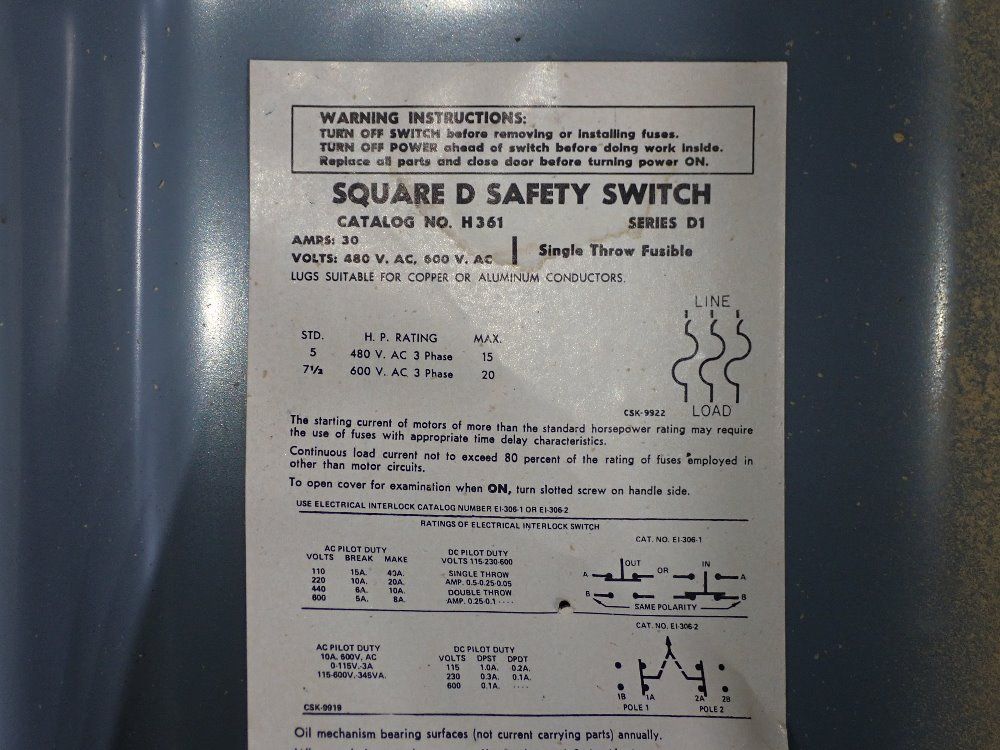 WARNING INSTRUCTIONS:
TURN OFF SWITCH before removing or installing fuses.
TURN OFF POWER ahead of switch before doing work inside.
Replace all parts and close door before turning power ON.
SQUARE D SAFETY SWITCH
CATALOG NO. H361 SERIES D1
AMPS: 30
VOLTS: 480 V. AC, 600 V. AC
Single Throw Fusible
LUGS SUITABLE FOR COPPER OR ALUMINUM CONDUCTORS.
LINE
STD. H. P. RATING MAX.
5 480 V. AC 3 Phase 15
7½ 600 V. AC 3 Phase 20
CSK-9922 LOAD
The starting current of motors of more than the standard horsepower rating may require
the use of fuses with appropriate time delay characteristics.
Continuous load current not to exceed 80 percent of the rating of fuses employed in
other than motor circuits.
To open cover for examination when ON, turn slotted screw on handle side.
USE ELECTRICAL INTERLOCK CATALOG NUMBER EI-306-1 OR EI-306-2
RATINGS OF ELECTRICAL INTERLOCK SWITCH
CAT. NO. EI-306-1
AC PILOT DUTY
VOLTS BREAK MAKE
110 15A. 40A.
220 10A. 20A.
440 6A. 10A.
600 5A. 8A.
DC PILOT DUTY
VOLTS 115-230-600
SINGLE THROW
AMP. 0.5-0.25-0.05
DOUBLE THROW
AMP. 0.25-0.1 ----
OUT OR IN
A A
B B
SAME POLARITY
CAT. NO. EI-306-2
AC PILOT DUTY
10A. 600V. AC
0-115V.-3A
115-600V.-345VA.
DC PILOT DUTY
VOLTS DPST DPDT
115 1.0A. 0.2A.
230 0.3A. 0.1A.
600 0.1A. ----
1B 1A 2A 2B
POLE 1 POLE 2
CSK-9919
Oil mechanism bearing surfaces (not current carrying parts) annually.